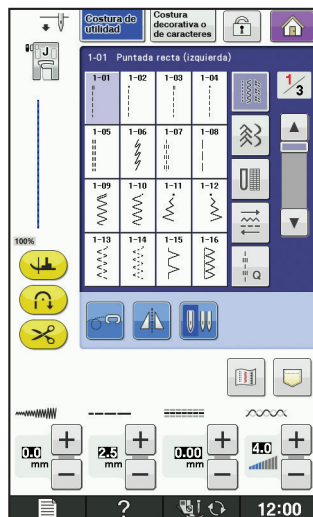 Costura de
utilidad
Costura
decorativa o
de caracteres
J
1-01 Puntada recta (izquierda)
1-01 1-02 1-03 1-04
1/3
1-05 1-06 1-07 1-08
1-09 1-10 1-11 1-12
1-13 1-14 1-15 1-16
Q
100%
0.0 mm + −
2.5 mm + −
0.00 mm + −
4.0 + −
? 12:00